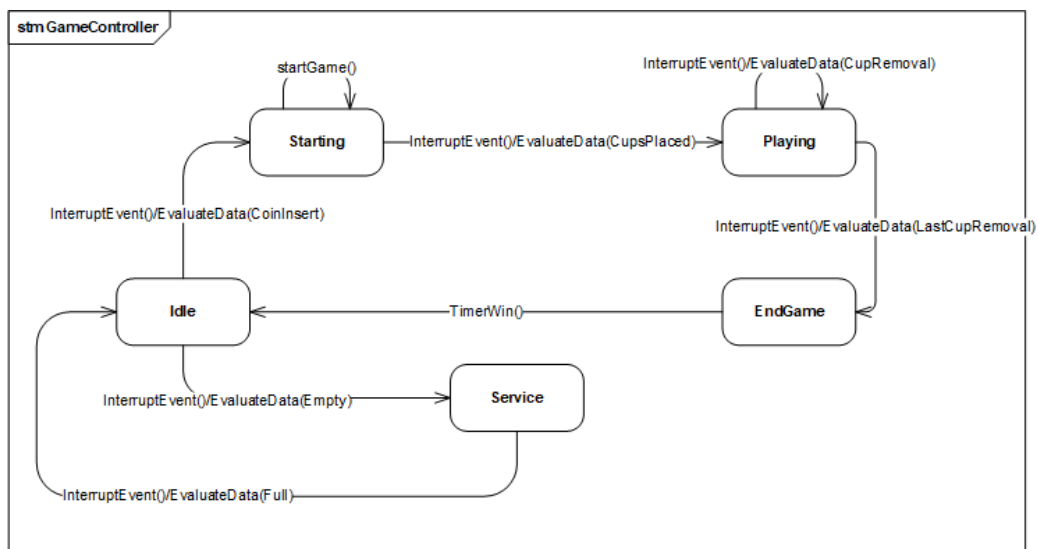 stm GameController
startGame()
InterruptEvent()/EvaluateData(CupRemoval)
Starting
InterruptEvent()/EvaluateData(CupsPlaced)
Playing
InterruptEvent()/EvaluateData(CoinInsert)
InterruptEvent()/EvaluateData(LastCupRemoval)
Idle
TimerWin()
EndGame
InterruptEvent()/EvaluateData(Empty)
Service
InterruptEvent()/EvaluateData(Full)